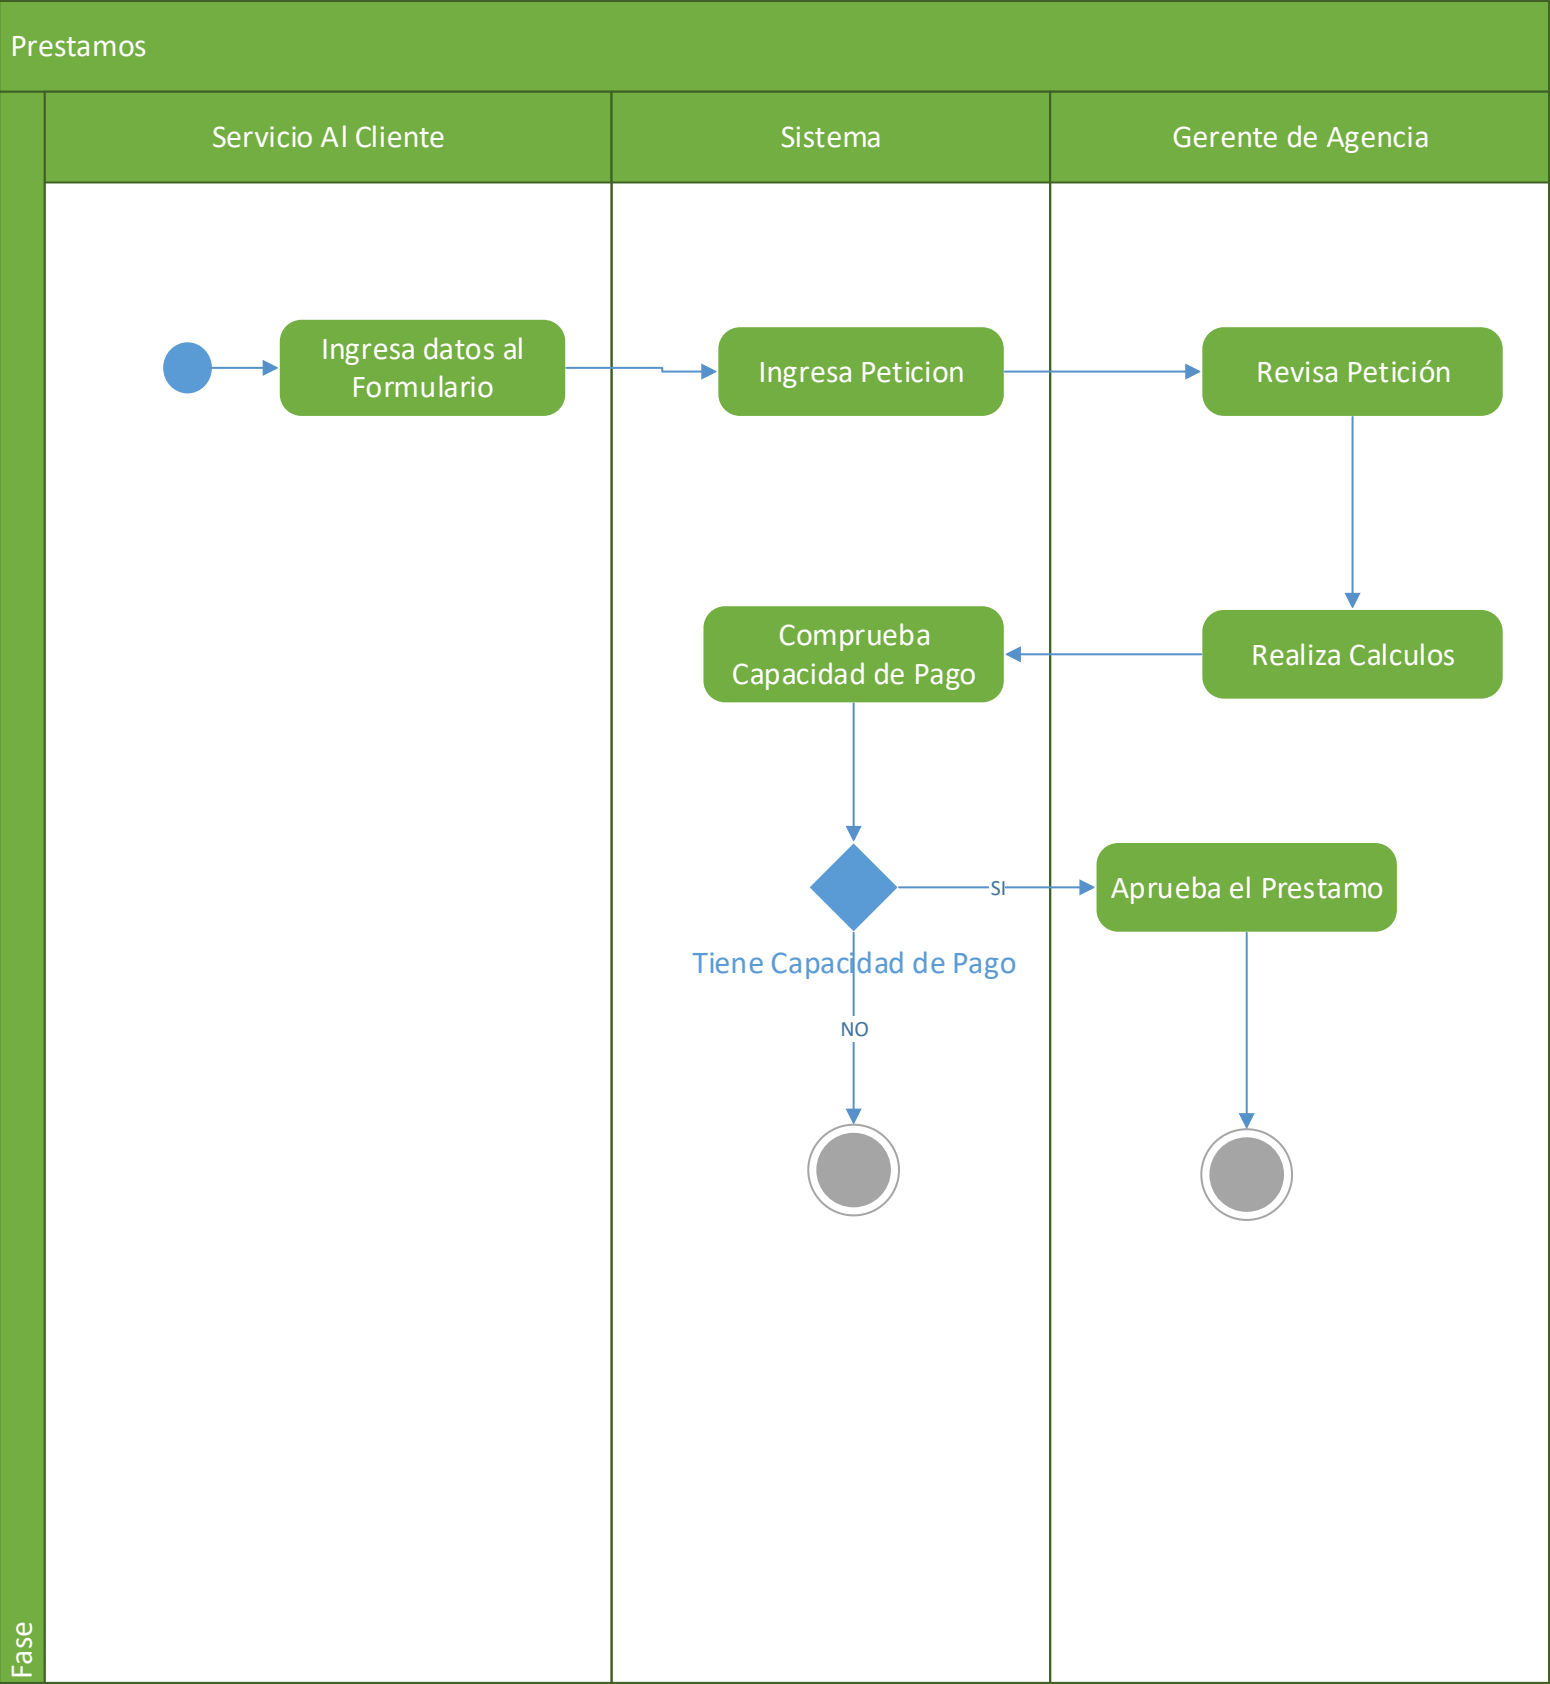 Prestamos
Servicio Al Cliente
Sistema
Gerente de Agencia
Ingresa datos al
Formulario
Ingresa Peticion
Revisa Petición
Comprueba
Capacidad de Pago
Realiza Calculos
SI
Aprueba el Prestamo
Tiene Capacidad de Pago
NO
Fase